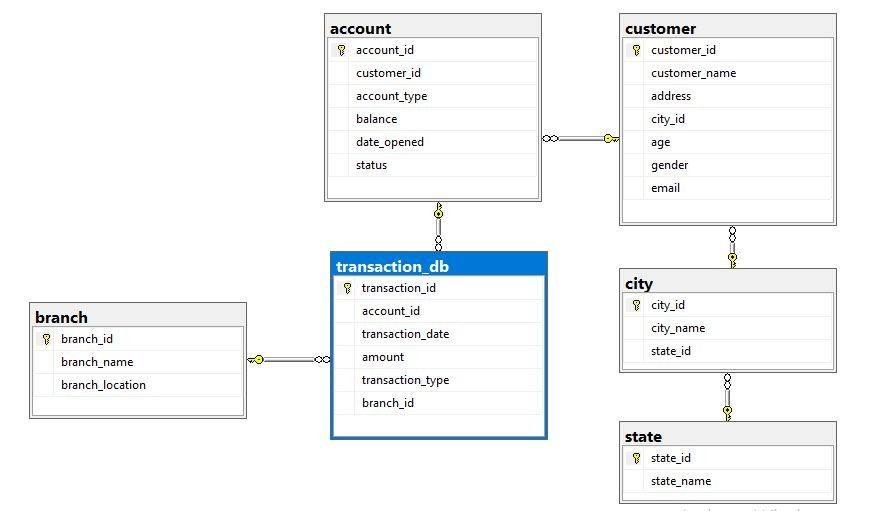 account
account_id
customer_id
account_type
balance
date_opened
status
customer
customer_id
customer_name
address
city_id
age
gender
email
transaction_db
transaction_id
account_id
transaction_date
amount
transaction_type
branch_id
branch
branch_id
branch_name
branch_location
city
city_id
city_name
state_id
state
state_id
state_name